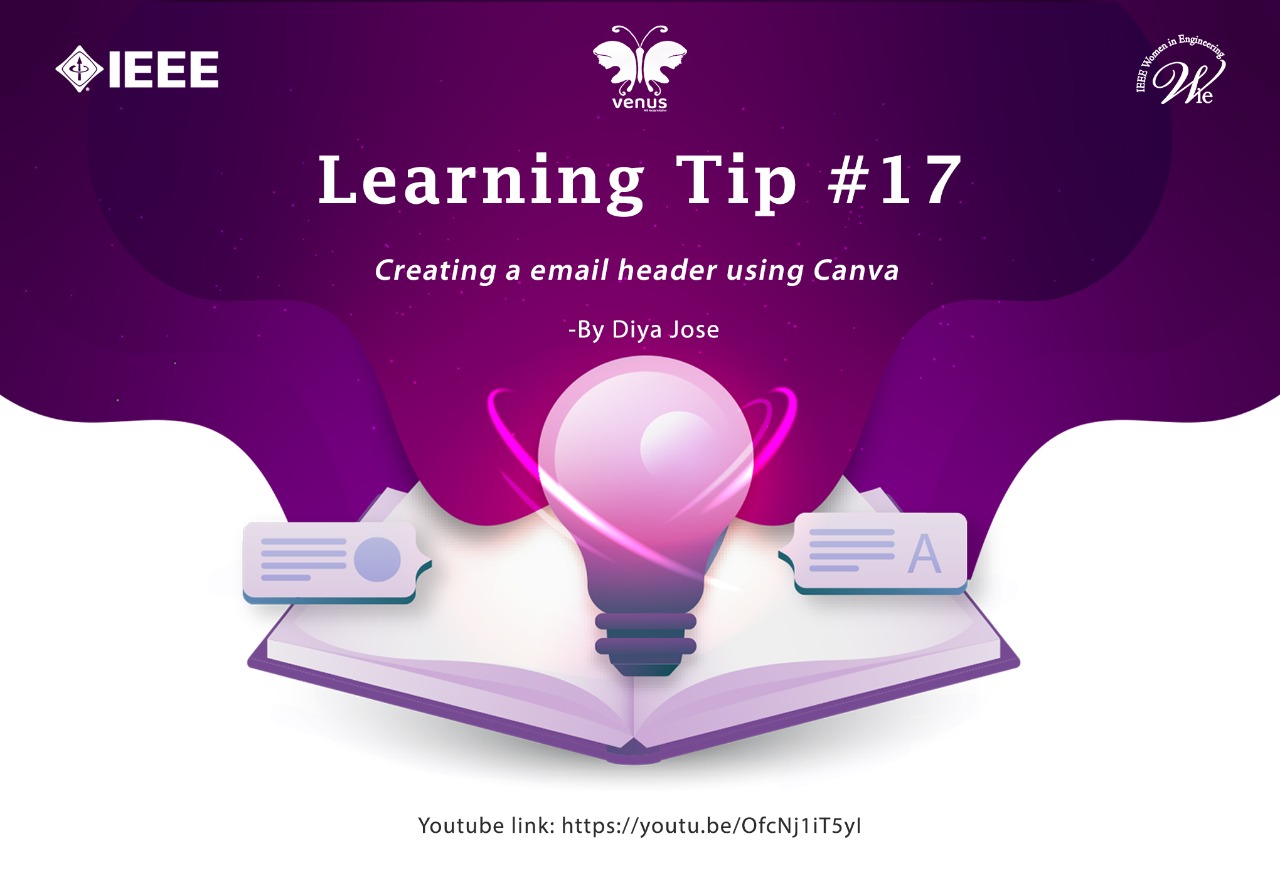 IEEE
venus
IEEE Women in Engineering
Wie
Learning Tip #17
Creating a email header using Canva
-By Diya Jose
A
Youtube link: https://youtu.be/OfcNj1iT5yI